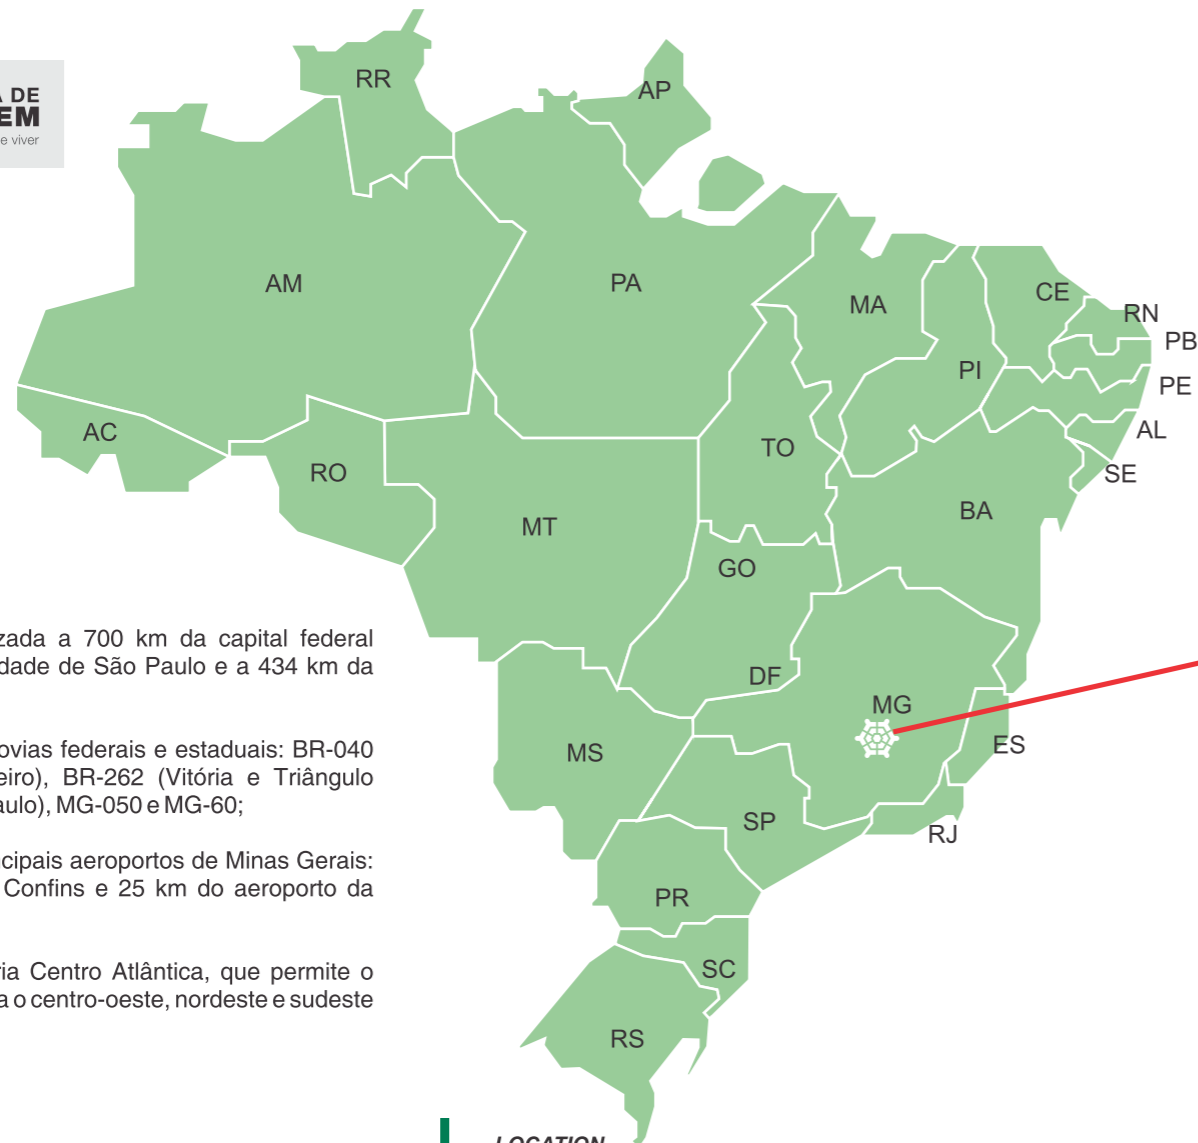 A DE
EM
e viver
RR
AP
AM
PA
MA
CE
RN
PB
PI
PE
AC
AL
TO
RO
SE
BA
MT
GO
zada a 700 km da capital federal
dade de São Paulo e a 434 km da
DF
MG
ovias federais e estaduais: BR-040
eiro), BR-262 (Vitória e Triângulo
aulo), MG-050 e MG-60;
MS
ES
SP
RJ
ncipais aeroportos de Minas Gerais:
Confins e 25 km do aeroporto da
PR
ria Centro Atlântica, que permite o
a o centro-oeste, nordeste e sudeste
SC
RS
LOCATION